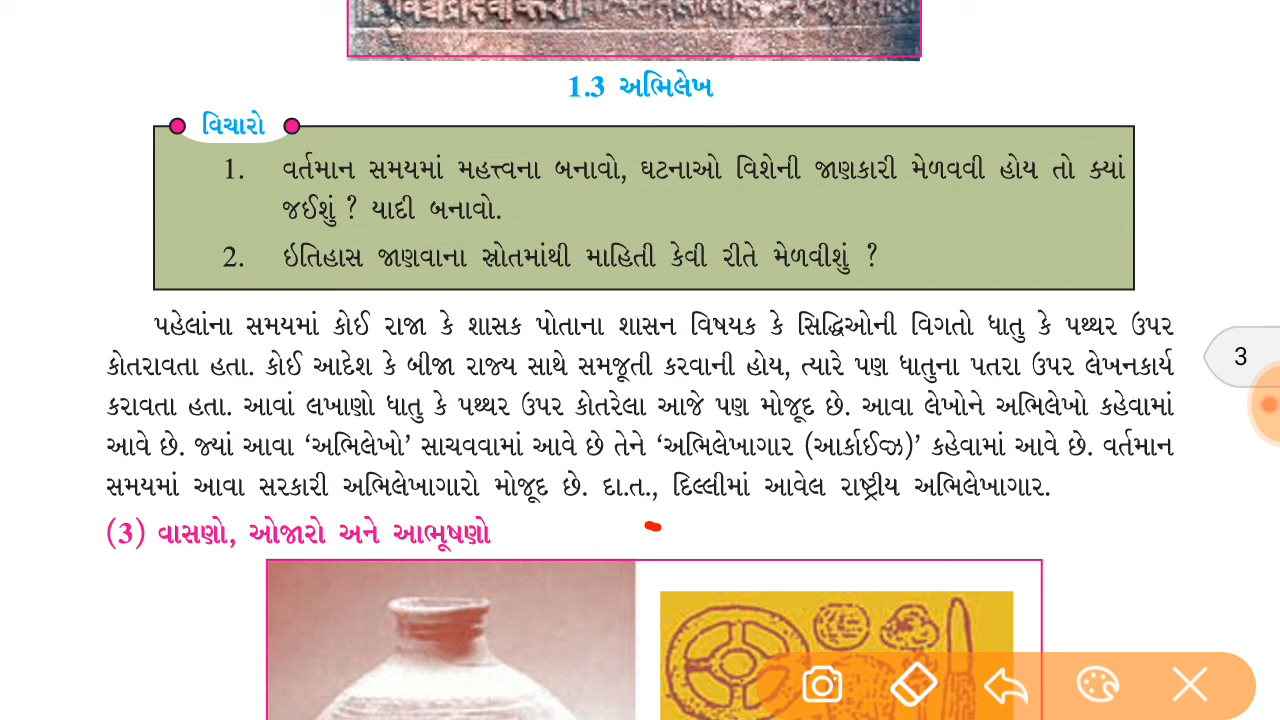 1.3 અભિલેખ
વિચારો
1. વર્તમાન સમયમાં મહત્ત્વના બનાવો, ઘટનાઓ વિશેની જાણકારી મેળવવી હોય તો ક્યાં
જઈશું ? યાદી બનાવો.
2. ઇતિહાસ જાણવાના સ્રોતમાંથી માહિતી કેવી રીતે મેળવીશું ?
પહેલાંના સમયમાં કોઈ રાજા કે શાસક પોતાના શાસન વિષયક કે સિદ્ધિઓની વિગતો ધાતુ કે પથ્થર ઉપર
કોતરાવતા હતા. કોઈ આદેશ કે બીજા રાજ્ય સાથે સમજૂતી કરવાની હોય, ત્યારે પણ ધાતુના પતરા ઉપર લેખનકાર્ય
કરાવતા હતા. આવાં લખાણો ધાતુ કે પથ્થર ઉપર કોતરેલા આજે પણ મોજૂદ છે. આવા લેખોને અભિલેખો કહેવામાં
આવે છે. જ્યાં આવા ‘અભિલેખો’ સાચવવામાં આવે છે તેને ‘અભિલેખાગાર (આર્કાઈવ્ઝ)’ કહેવામાં આવે છે. વર્તમાન
સમયમાં આવા સરકારી અભિલેખાગારો મોજૂદ છે. દા.ત., દિલ્લીમાં આવેલ રાષ્ટ્રીય અભિલેખાગાર.
3
(3) વાસણો, ઓજારો અને આભૂષણો